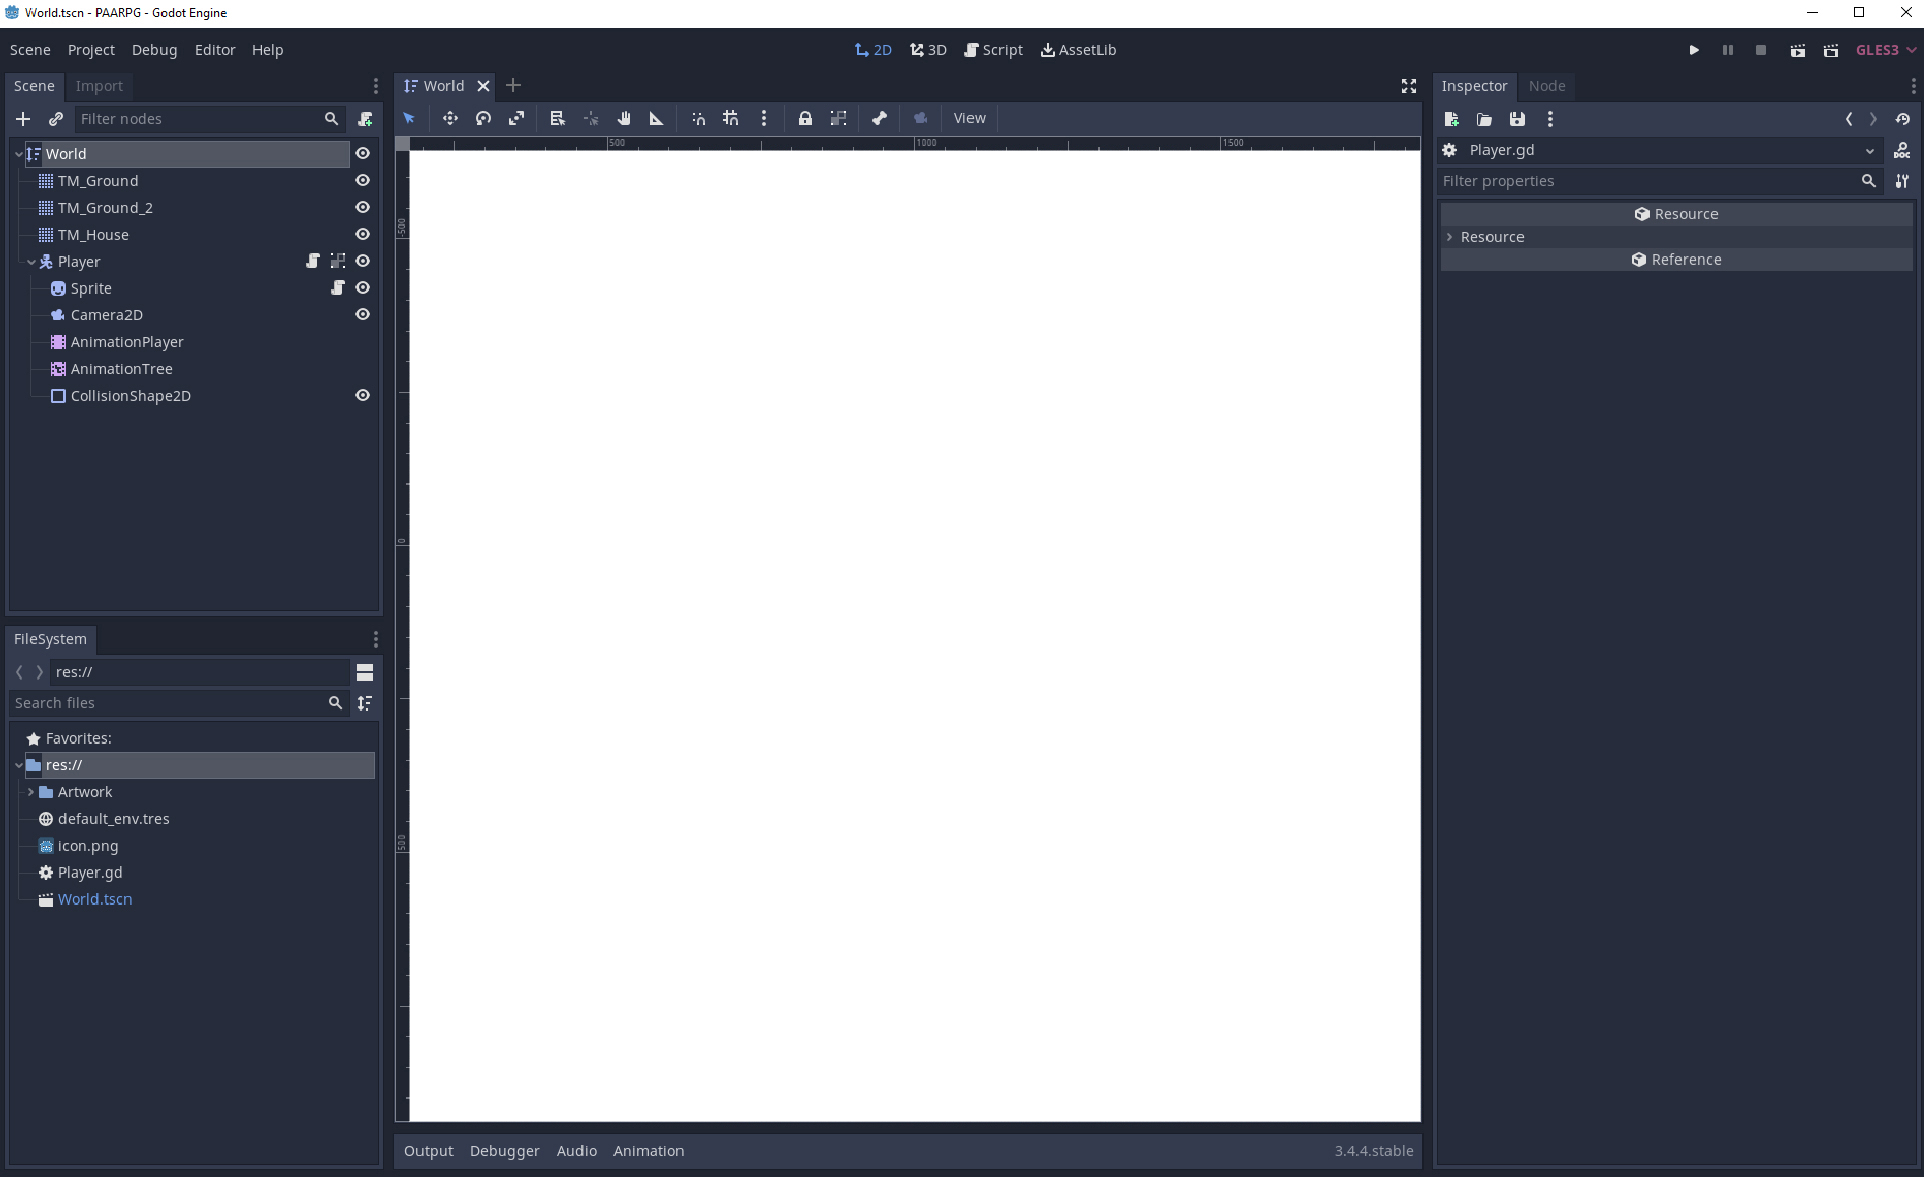 World.tscn - PAARPG - Godot Engine
Scene Project Debug Editor Help
2D 3D Script AssetLib
GLES3
Scene Import
Filter nodes
World
TM_Ground
TM_Ground_2
TM_House
Player
Sprite
Camera2D
AnimationPlayer
AnimationTree
CollisionShape2D
FileSystem
res://
Search files
Favorites:
res://
Artwork
default_env.tres
icon.png
Player.gd
World.tscn
World
View
500 1000 1500
-500
0
500
Output Debugger Audio Animation 3.4.4.stable
Inspector Node
Player.gd
DOC
Filter properties
Resource
Resource
Reference